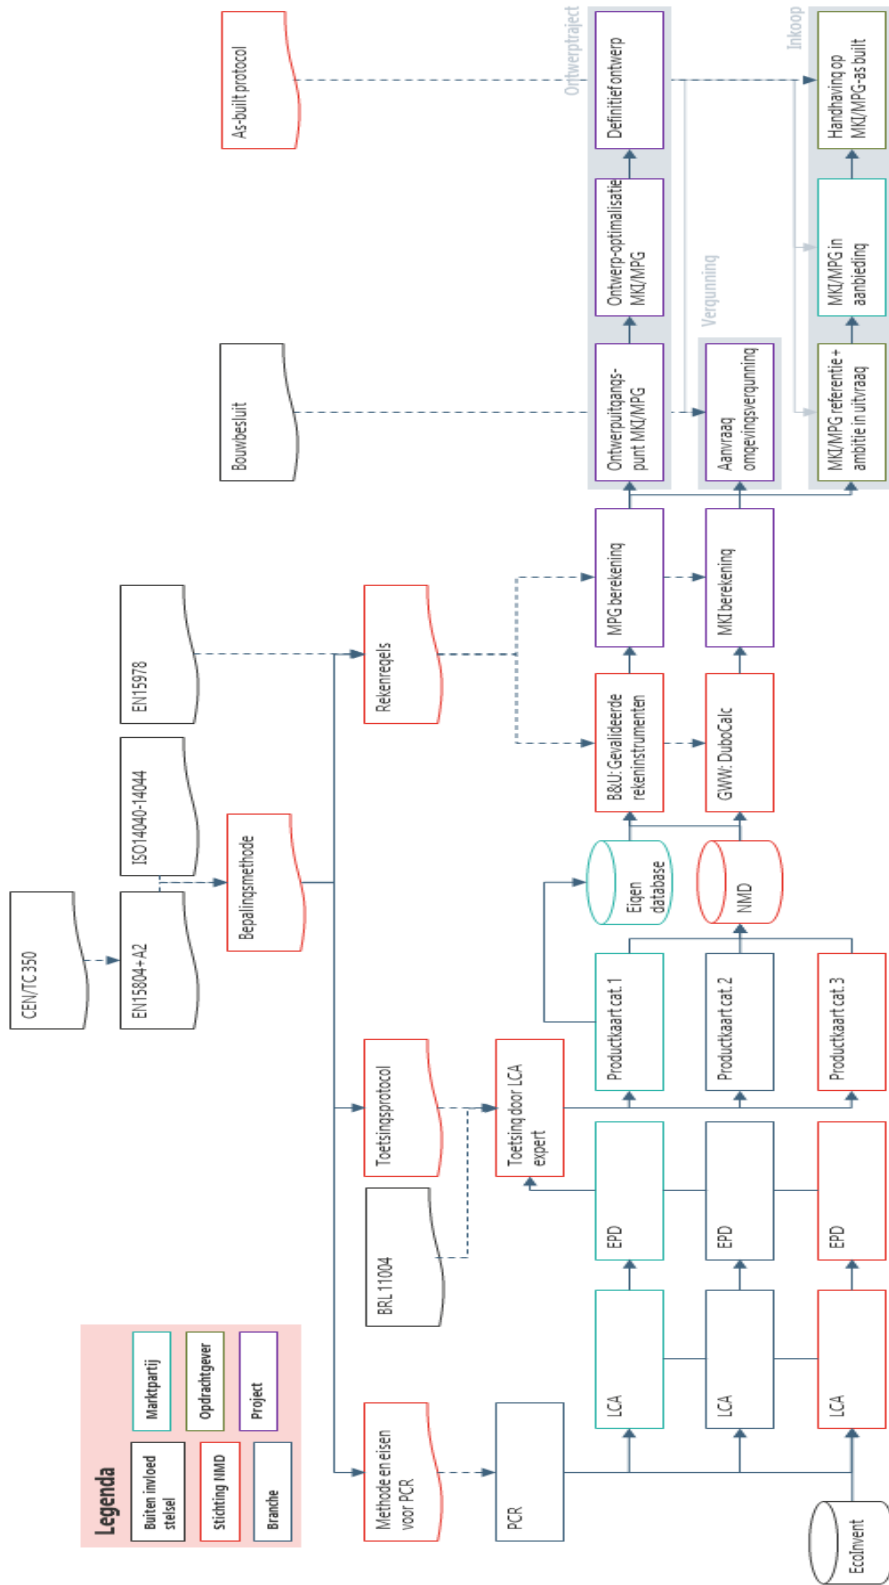 CEN/TC 350
EN15804+A2
ISO14040-14044
EN15978
Bepalingsmethode
Bouwbesluit
As-built protocol
Legenda
Buiten invloed
stelsel
Marktpartij
Stichting NMD
Opdrachtgever
Branche
Project
Methode en eisen
voor PCR
BRL 11004
Toetsingsprotocol
Rekenregels
PCR
Toetsing door LCA
expert
LCA
EPD
Productkaart cat. 1
Eigen
database
B&U: Gevalideerde
rekeninstrumenten
MPG berekening
Ontwerpuitgangs-
punt MKI/MPG
Ontwerp-optimalisatie
MKI/MPG
Definitief ontwerp
Ontwerptraject
LCA
EPD
Productkaart cat. 2
NMD
GWW: DuboCalc
MKI berekening
Aanvraag
omgevingsvergunning
Vergunning
EcoInvent
LCA
EPD
Productkaart cat. 3
MKI/MPG referentie +
ambitie in uitvraag
MKI/MPG in
aanbieding
Handhaving op
MKI/MPG-as built
Inkoop